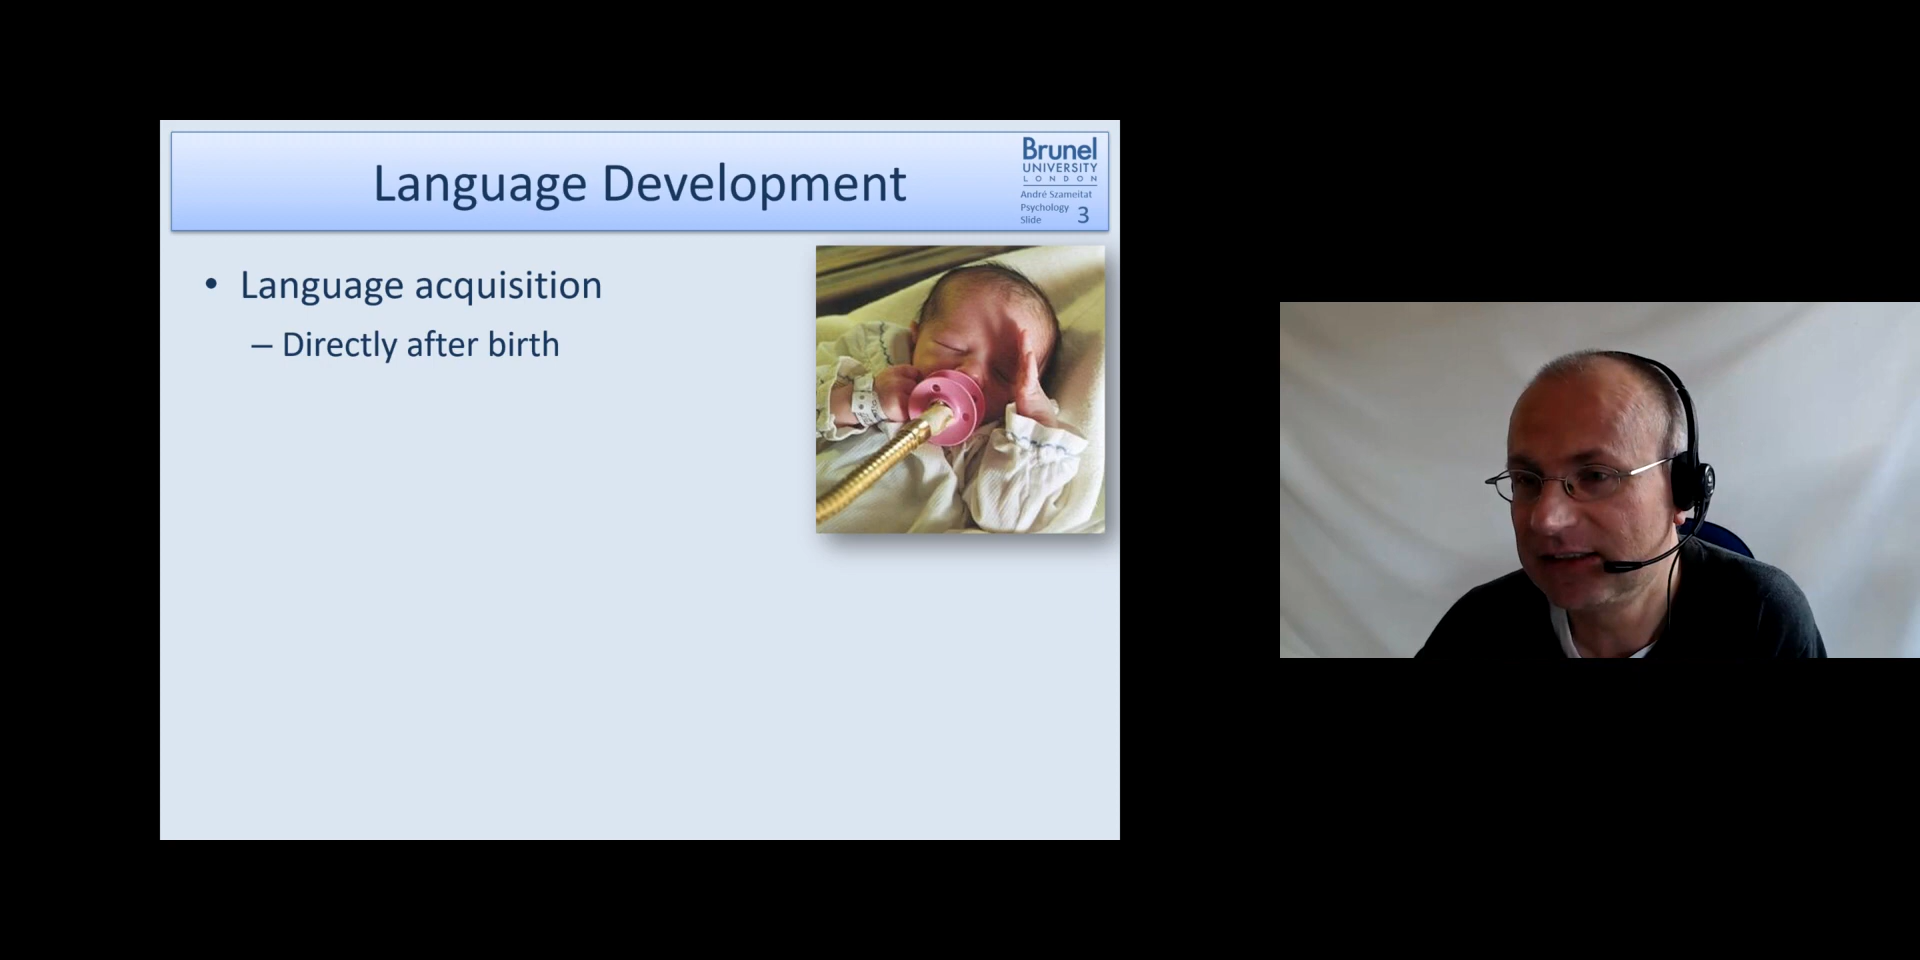 Language Development
Brunel
UNIVERSITY
LONDON
André Szameitat
Psychology
Slide 3
• Language acquisition
– Directly after birth